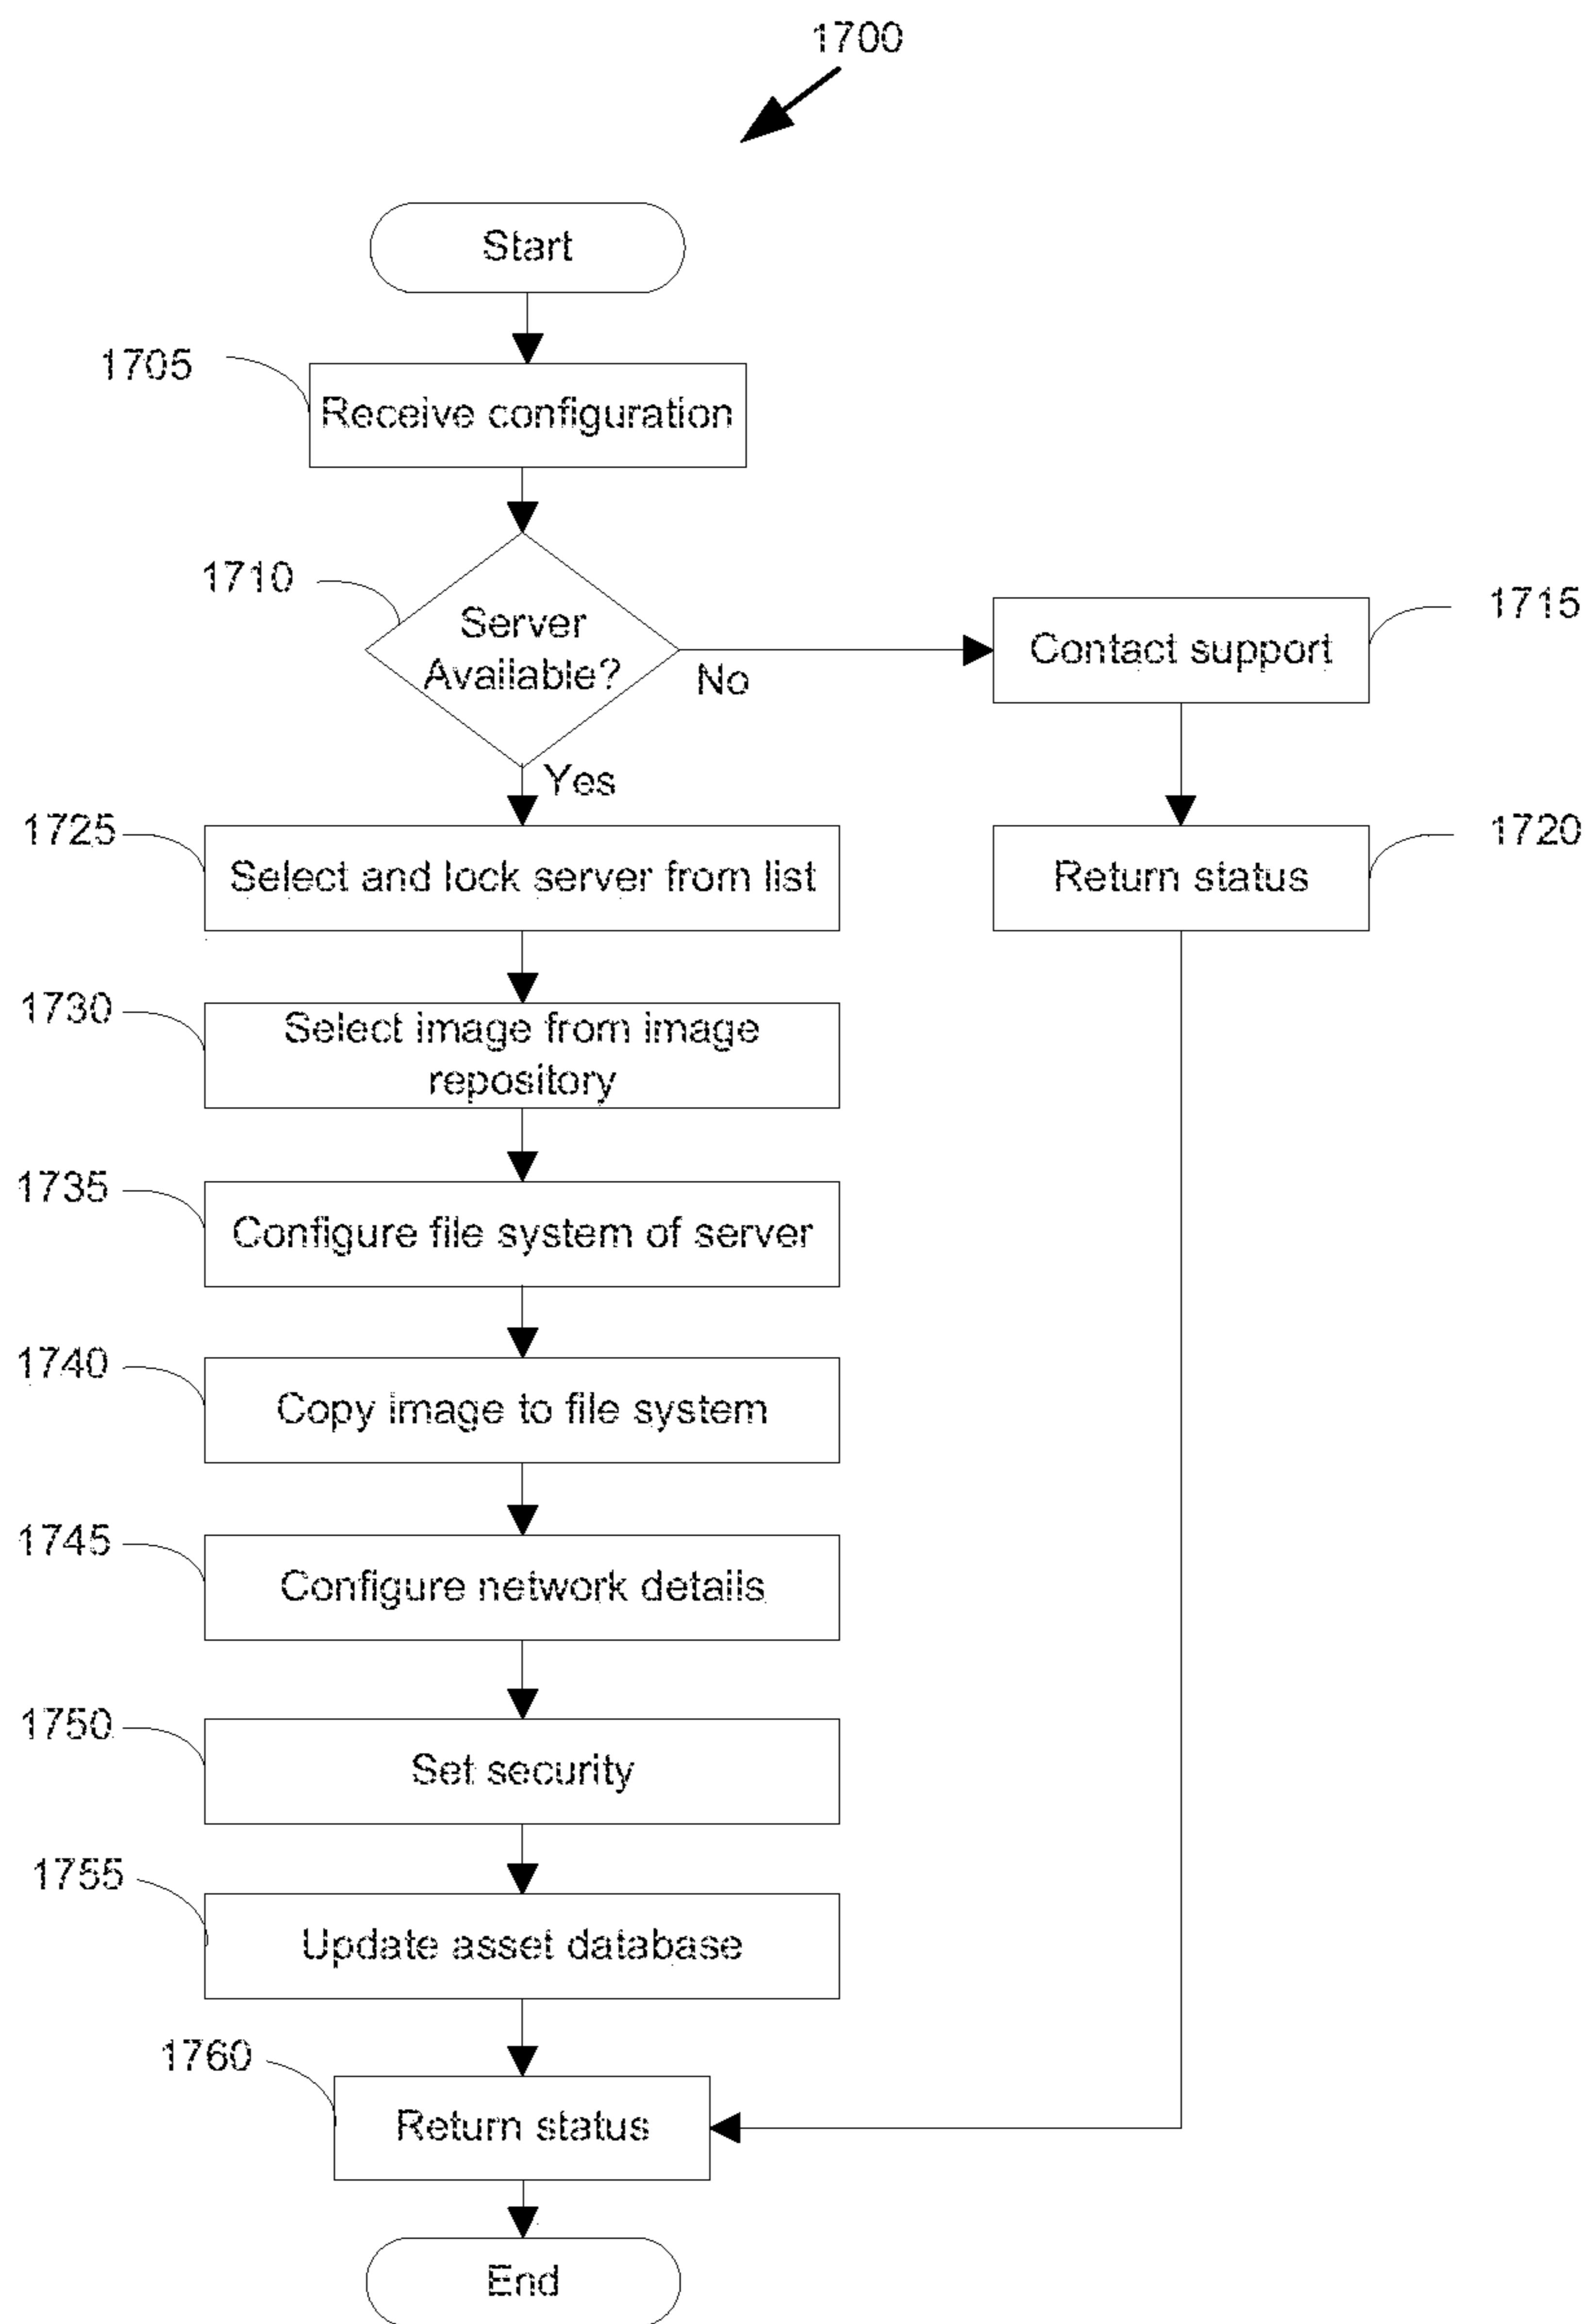 1700
Start
1705
Receive configuration
1710
Server
Available?
No
Yes
1715
Contact support
1720
Return status
1725
Select and lock server from list
1730
Select image from image
repository
1735
Configure file system of server
1740
Copy image to file system
1745
Configure network details
1750
Set security
1755
Update asset database
1760
Return status
End